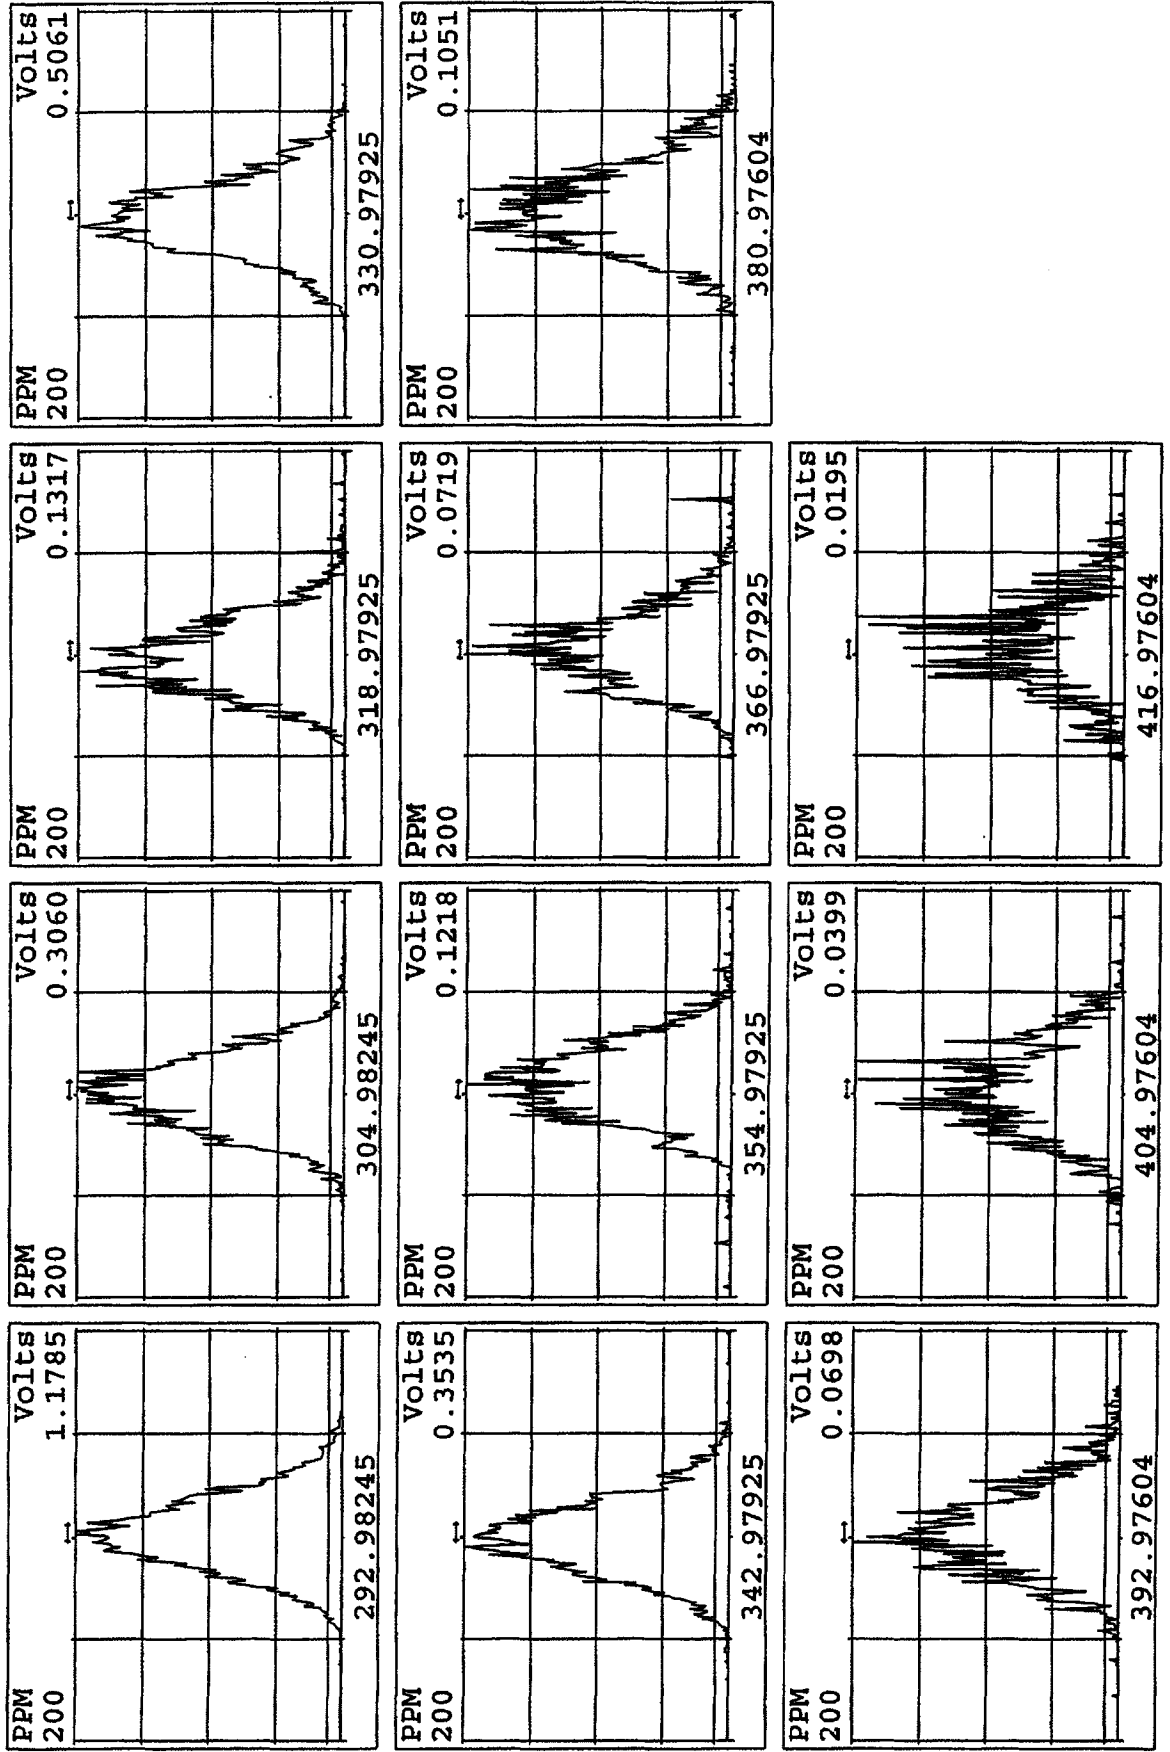 PPM Volts
200 1.1785
292.98245
PPM Volts
200 0.3060
304.98245
PPM Volts
200 0.1317
318.97925
PPM Volts
200 0.5061
330.97925
PPM Volts
200 0.3535
342.97925
PPM Volts
200 0.1218
354.97925
PPM Volts
200 0.0719
366.97925
PPM Volts
200 0.1051
380.97604
PPM Volts
200 0.0698
392.97604
PPM Volts
200 0.0399
404.97604
PPM Volts
200 0.0195
416.97604